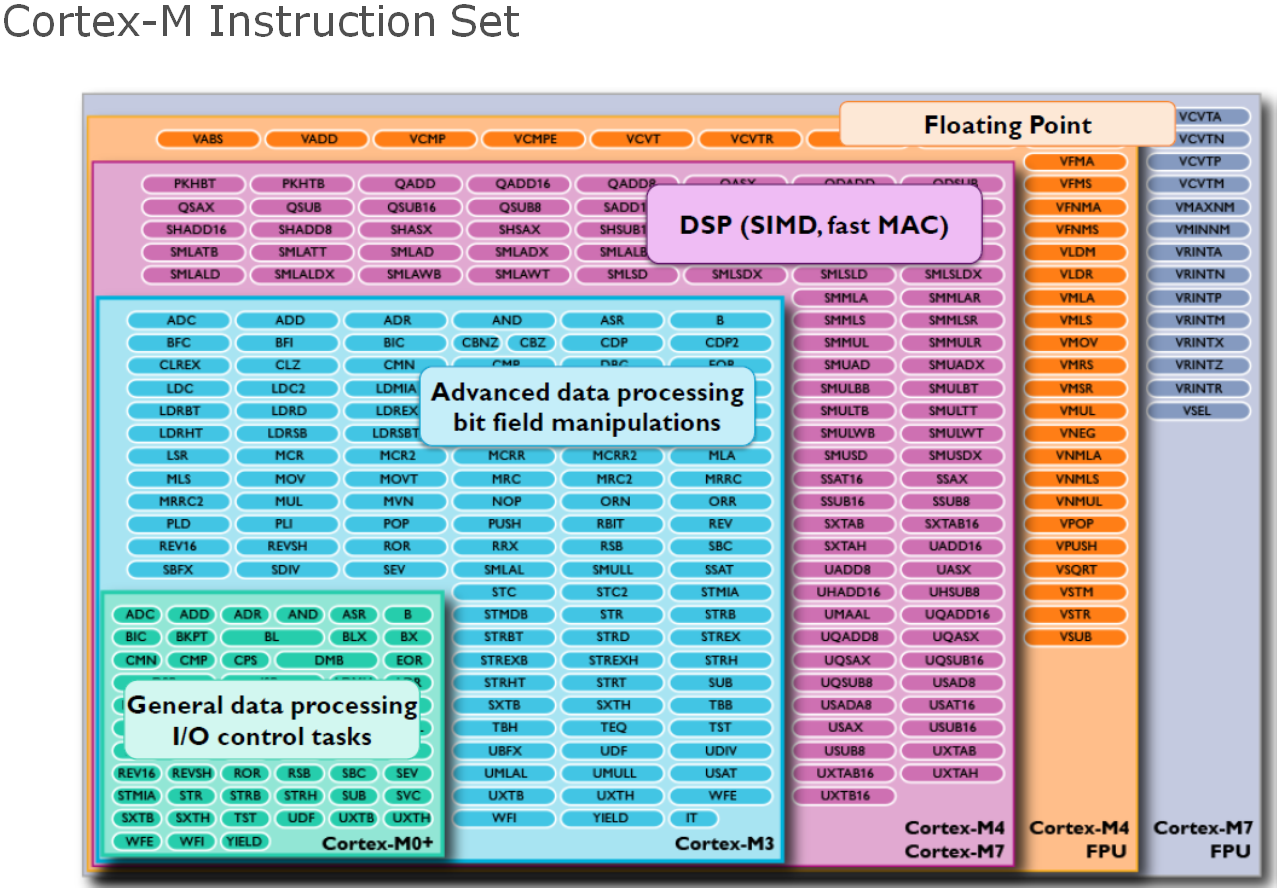 Cortex-M Instruction Set
Floating Point
VCVTA
VABS VADD VCMP VCMPE VCVT VCVTR VCVTN
VFMA VCVTP
PKHBT PKHTB QADD QADD16 QADD8 QASX QDADD QDSUB VFMS VCVTM
QSAX QSUB QSUB16 QSUB8 VFNMA VMAXNM
DSP (SIMD, fast MAC)
SHADD16 SHADD8 SHASX SHSAX VFNMS VMINNM
SMLATB SMLATT SMLAD SMLADX VLDM VRINTA
SMLALD SMLALDX SMLAWB SMLAWT SMLSD SMLSDX SMLSLD SMLSLDX VLDR VRINTN
SMMLA SMMLAR VMLA VRINTP
ADC ADD ADR AND ASR B SMMLS SMMLSR VMLS VRINTM
BFC BFI BIC CBNZ CBZ CDP CDP2 SMMUL SMMULR VMOV VRINTX
CLREX CLZ CMN SMUAD SMUADX VMRS VRINTZ
LDC LDC2 LDMIA SMULBB SMULBT VMSR VRINTR
Advanced data processing
bit field manipulations
LDRBT LDRD LDREX SMULTB SMULTT VMUL VSEL
LDRHT LDRSB LDRSBT SMULWB SMULWT VNEG
LSR MCR MCR2 MCRR MCRR2 MLA SMUSD SMUSDX VNMLA
MLS MOV MOVT MRC MRC2 MRRC SSAT16 SSAX VNMLS
MRRC2 MUL MVN NOP ORN ORR SSUB16 SSUB8 VNMUL
PLD PLI POP PUSH RBIT REV SXTAB SXTAB16 VPOP
REV16 REVSH ROR RRX RSB SBC SXTAH UADD16 VPUSH
SBFX SDIV SEV SMLAL SMULL SSAT UADD8 UASX VSQRT
STC STC2 STMIA UHADD16 UHSUB8 VSTM
ADC ADD ADR AND ASR B STMDB STR STRB UMAAL UQADD16 VSTR
BIC BKPT BL BLX BX STRBT STRD STREX UQADD8 UQASX VSUB
CMN CMP CPS DMB EOR STREXB STREXH STRH UQSAX UQSUB16
STRHT STRT SUB UQSUB8 USAD8
General data processing
I/O control tasks
SXTB SXTH TBB USADA8 USAT16
TBH TEQ TST USAX USUB16
UBFX UDF UDIV USUB8 UXTAB
REV16 REVSH ROR RSB SBC SEV UMLAL UMULL USAT UXTAB16 UXTAH
STMIA STR STRB STRH SUB SVC UXTB UXTH WFE UXTB16
SXTB SXTH TST UDF UXTB UXTH WFI YIELD IT
WFE WFI YIELD Cortex-M0+ Cortex-M3
Cortex-M4 Cortex-M4 Cortex-M7
Cortex-M7 FPU FPU